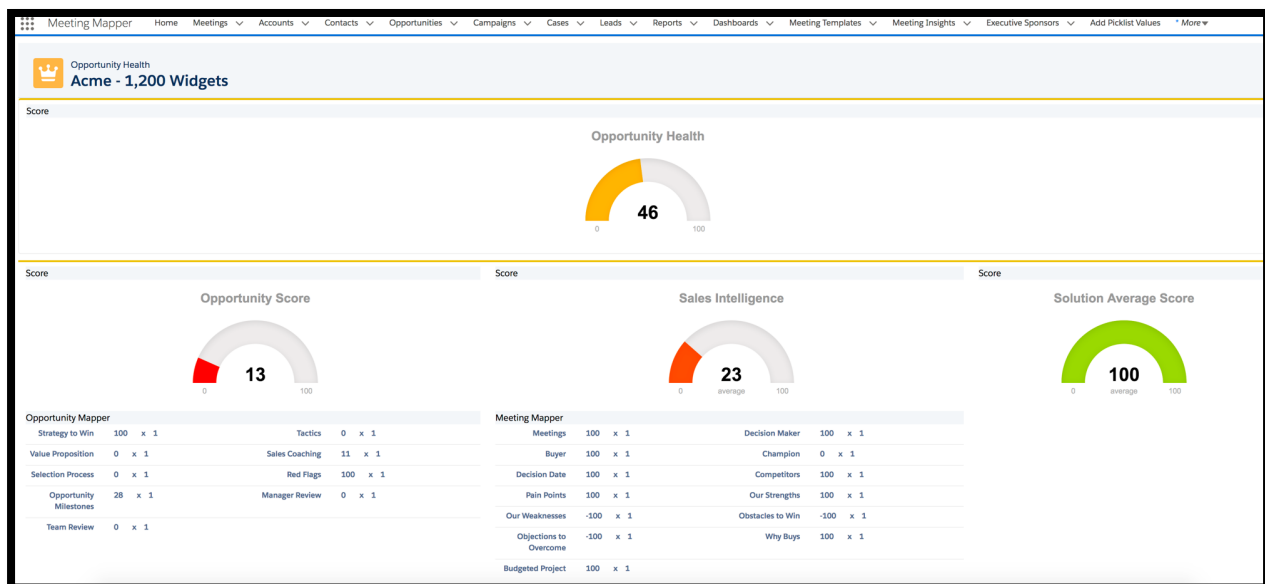 Meeting Mapper Home Meetings Accounts Contacts Opportunities Campaigns Cases Leads Reports Dashboards Meeting Templates Meeting Insights Executive Sponsors Add Picklist Values * More
Opportunity Health
Acme - 1,200 Widgets
Score
Opportunity Health
46
0 100
Score Score Score
Opportunity Score Sales Intelligence Solution Average Score
13 23 100
0 100 0 average 100 0 average 100
Opportunity Mapper Meeting Mapper
Strategy to Win 100 x 1 Tactics 0 x 1 Meetings 100 x 1 Decision Maker 100 x 1
Value Proposition 0 x 1 Sales Coaching 11 x 1 Buyer 100 x 1 Champion 0 x 1
Selection Process 0 x 1 Red Flags 100 x 1 Decision Date 100 x 1 Competitors 100 x 1
Opportunity Milestones 28 x 1 Manager Review 0 x 1 Pain Points 100 x 1 Our Strengths 100 x 1
Team Review 0 x 1 Our Weaknesses -100 x 1 Obstacles to Win -100 x 1
Objections to Overcome -100 x 1 Why Buys 100 x 1
Budgeted Project 100 x 1